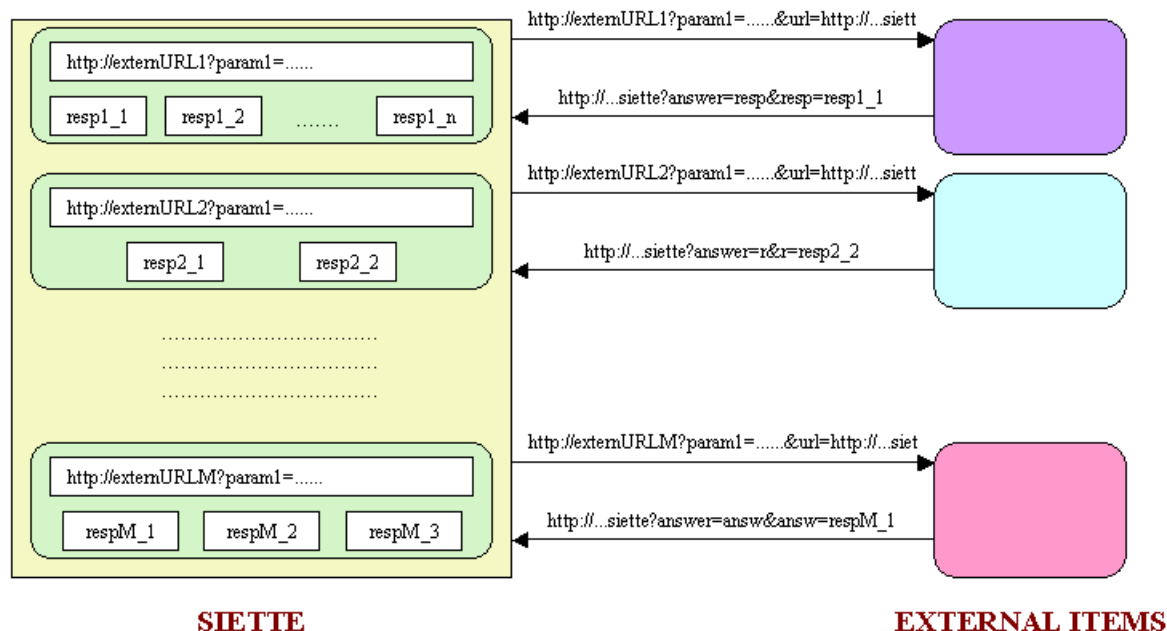 http://externURL1?param1=......&url=http://...siett
http://externURL1?param1=......
http://...siette?answer=resp&resp=resp1_1
resp1_1 resp1_2 ....... resp1_n
http://externURL2?param1=......&url=http://...siett
http://externURL2?param1=......
http://...siette?answer=r&r=resp2_2
resp2_1 resp2_2
.................................
.................................
.................................
http://externURLM?param1=......&url=http://...siet
http://externURLM?param1=......
http://...siette?answer=answ&answ=respM_1
respM_1 respM_2 respM_3
SIETTE EXTERNAL ITEMS